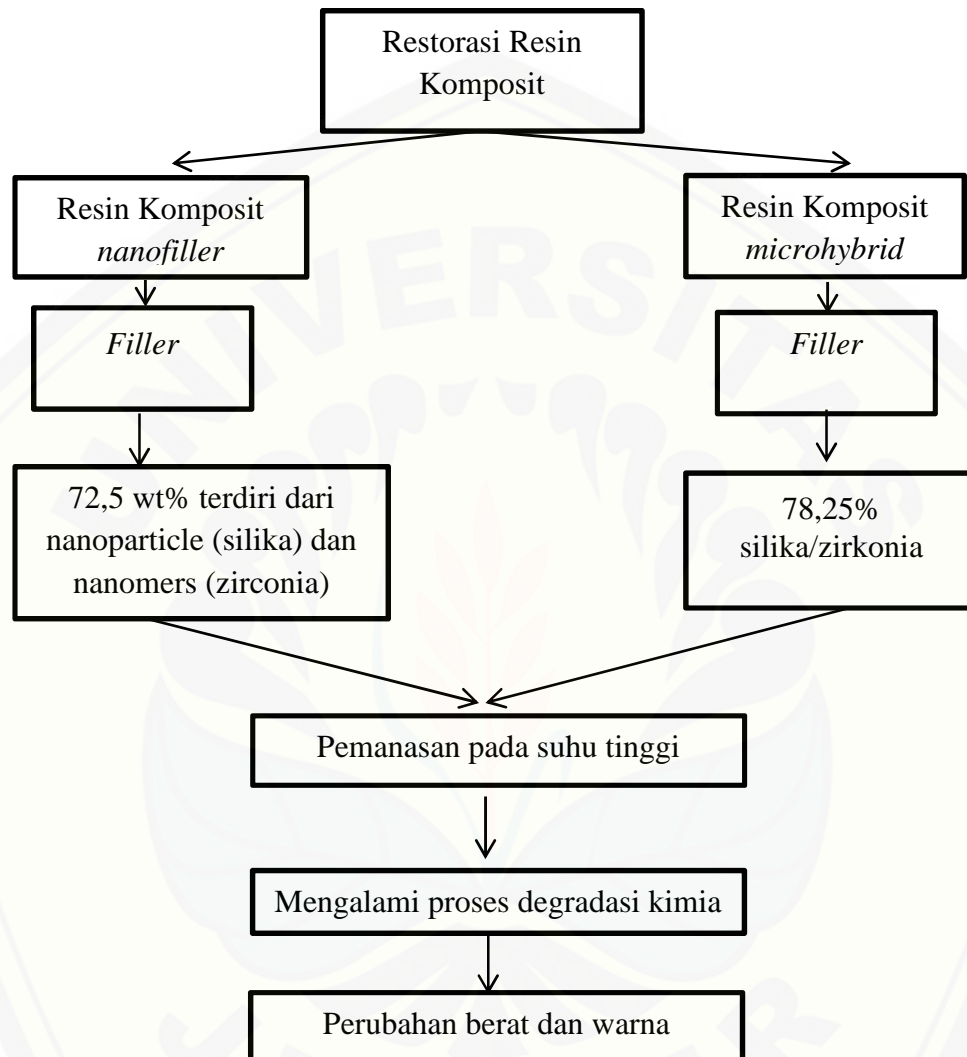 Restorasi Resin
Komposit
Resin Komposit
nanofiller
Resin Komposit
microhybrid
Filler
Filler
72,5 wt% terdiri dari
nanoparticle (silika) dan
nanomers (zirconia)
78,25%
silika/zirkonia
Pemanasan pada suhu tinggi
Mengalami proses degradasi kimia
Perubahan berat dan warna
UNIVERSITAS